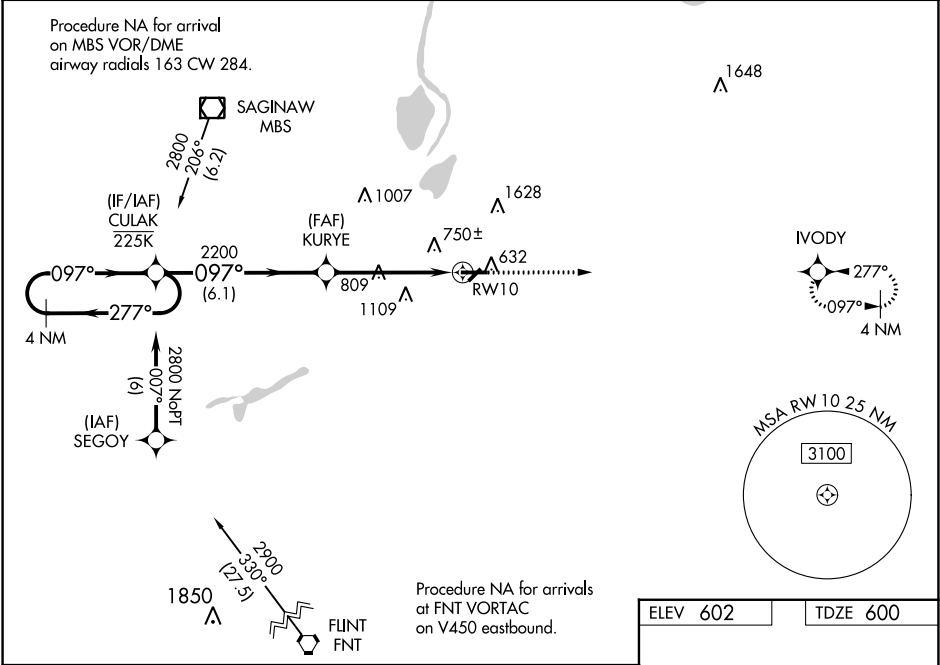 Procedure NA for arrival
on MBS VOR/DME
airway radials 163 CW 284.
1648
SAGINAW
MBS
2800
206°
(6.2)
(IF/IAF)
CULAK
225K
(FAF)
KURYE
1007
1628
750±
632
IVODY
097°
2200
097°
(6.1)
809
1109
RW10
277°
097°
4 NM
277°
4 NM
2800 NoPT
007°
(6)
(IAF)
SEGOY
MSA RW 10 25 NM
3100
2900
330°
(27.5)
1850
FLINT
FNT
Procedure NA for arrivals
at FNT VORTAC
on V450 eastbound.
ELEV 602
TDZE 600